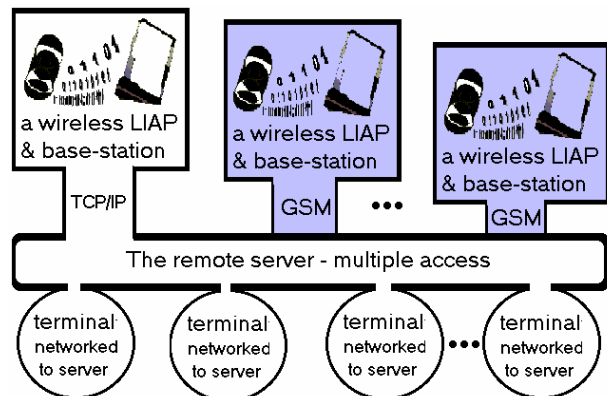 a wireless LIAP
& base-station
TCP/IP
a wireless LIAP
& base-station
GSM
•••
a wireless LIAP
& base-station
GSM
The remote server - multiple access
terminal
networked
to server
terminal
networked
to server
terminal
networked
to server
•••
terminal
networked
to server